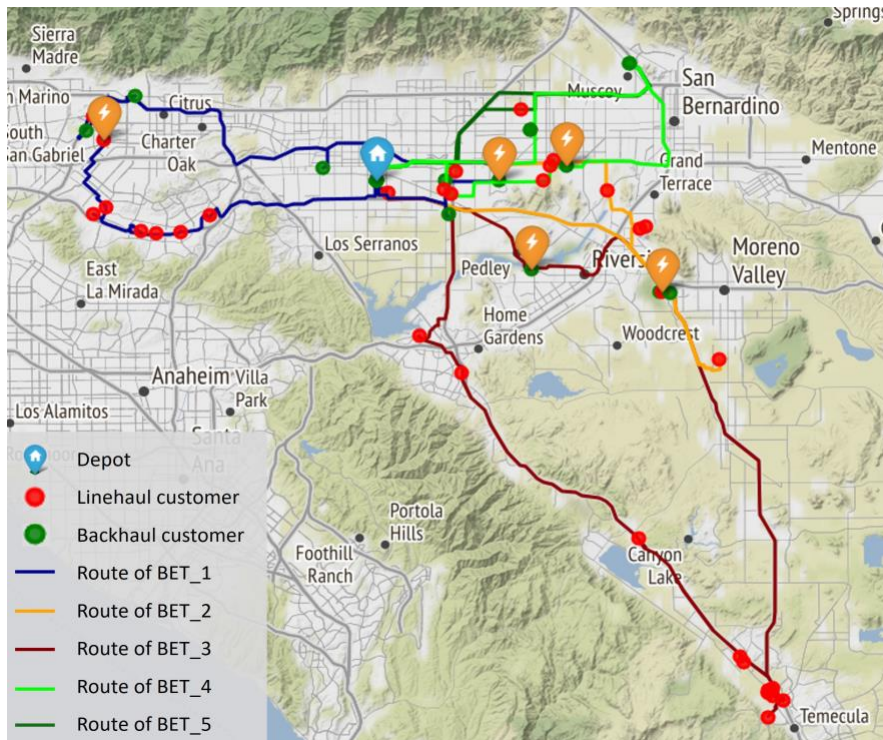 Springs
Sierra
Madre
San
Bernardino
Muscoy
n Marino
Citrus
South
San Gabriel
Charter
Oak
Mentone
Grand
Terrace
Los Serranos
Pedley
Riversi
Moreno
Valley
East
La Mirada
Home
Gardens
Woodcrest
Anaheim
Villa
Park
Los Alamitos
Santa
Ana
Depot
Linehaul customer
Backhaul customer
Route of BET_1
Route of BET_2
Route of BET_3
Route of BET_4
Route of BET_5
Portola
Hills
Foothill
Ranch
Canyon
Lake
Temecula